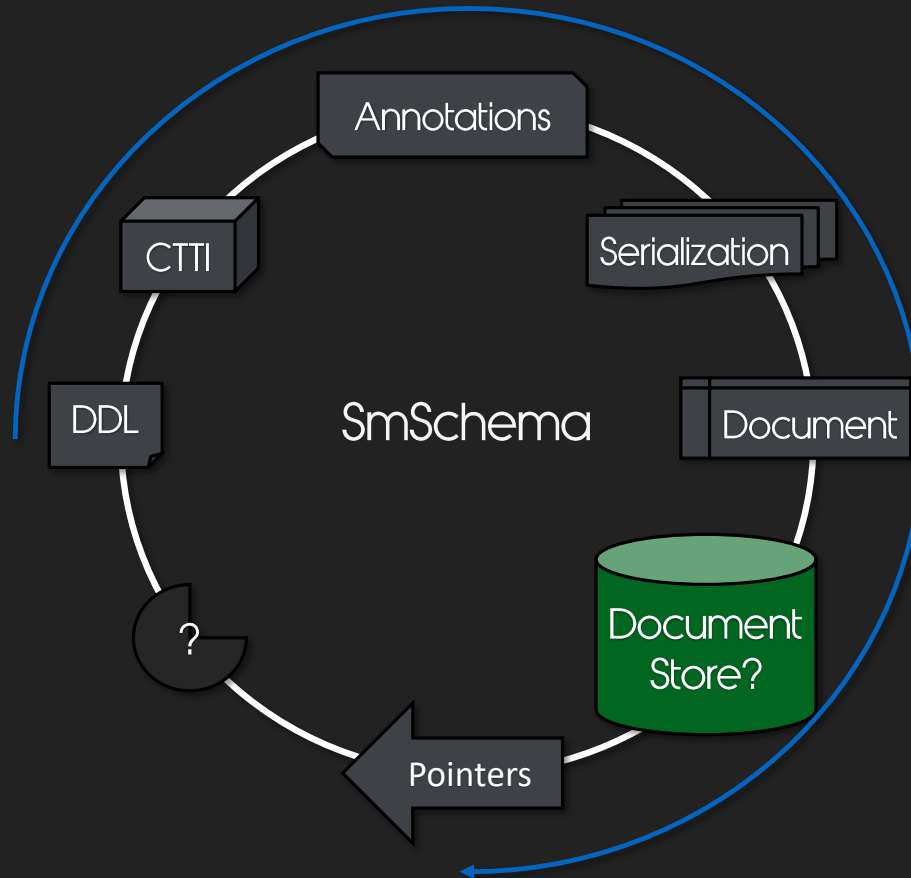 Annotations
CTTI
Serialization
DDL
SmSchema
Document
Document
Store?
?
Pointers